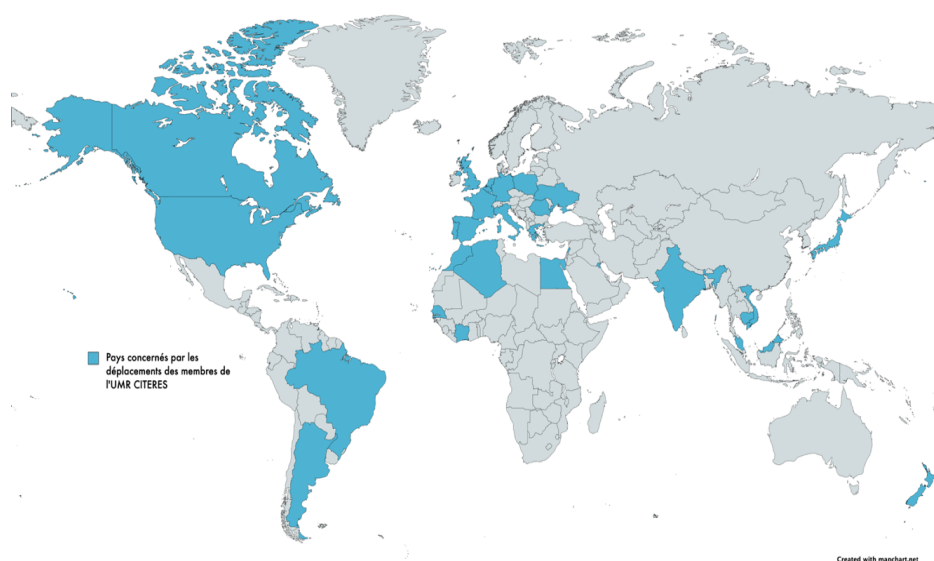 Pays concernés par les
déplacements des membres de
l'UMR CITERES
Created with mapchart.net